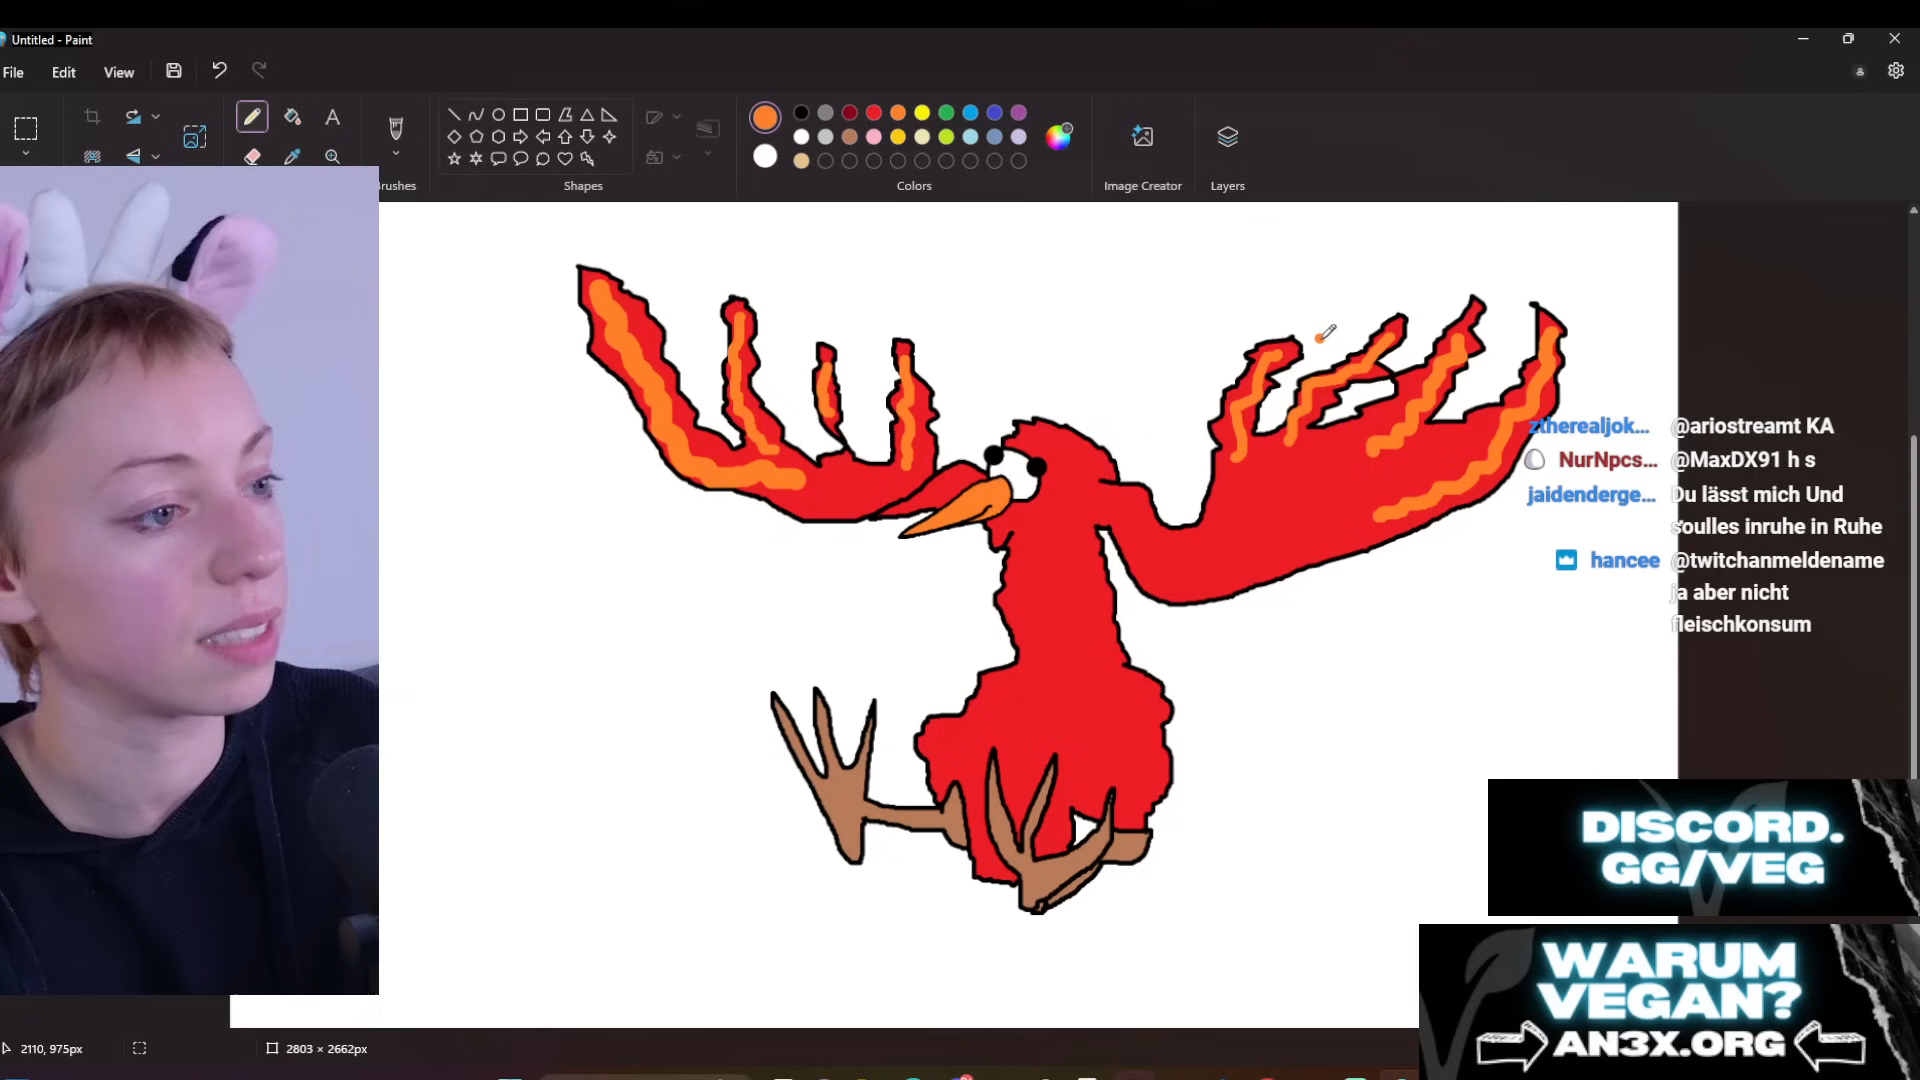 Untitled - Paint
File Edit View
Shapes
Colors
Image Creator
Layers
@ariostreamt KA
NurNpcs... @MaxDX91 h s
jaidenderge... Du lässt mich Und
soulles inruhe in Ruhe
hancee @twitchanmeldename
ja aber nicht
fleischkonsum
DISCORD.
GG/VEG
WARUM
VEGAN?
AN3X.ORG
2110, 975px
2803 × 2662px